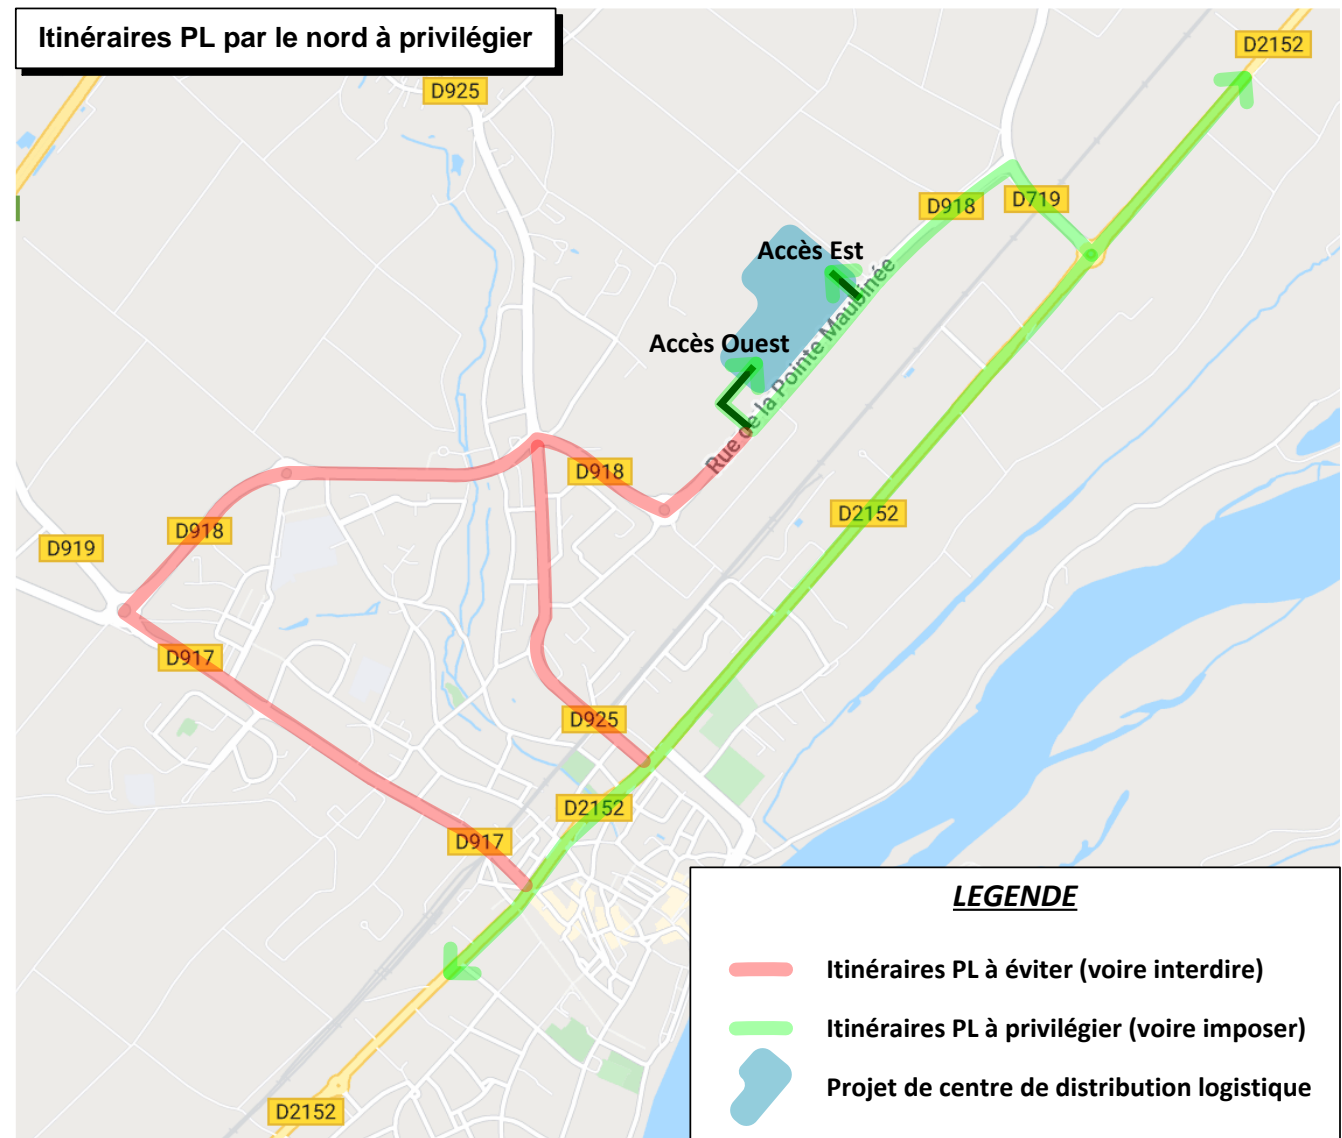 Itinéraires PL par le nord à privilégier
D2152
D925
D918
D719
Accès Est
Accès Ouest
Rue de la Pointe Maubinée
D918
D2152
D918
D919
D917
D925
D2152
D917
D2152
LEGENDE
Itinéraires PL à éviter (voire interdire)
Itinéraires PL à privilégier (voire imposer)
Projet de centre de distribution logistique